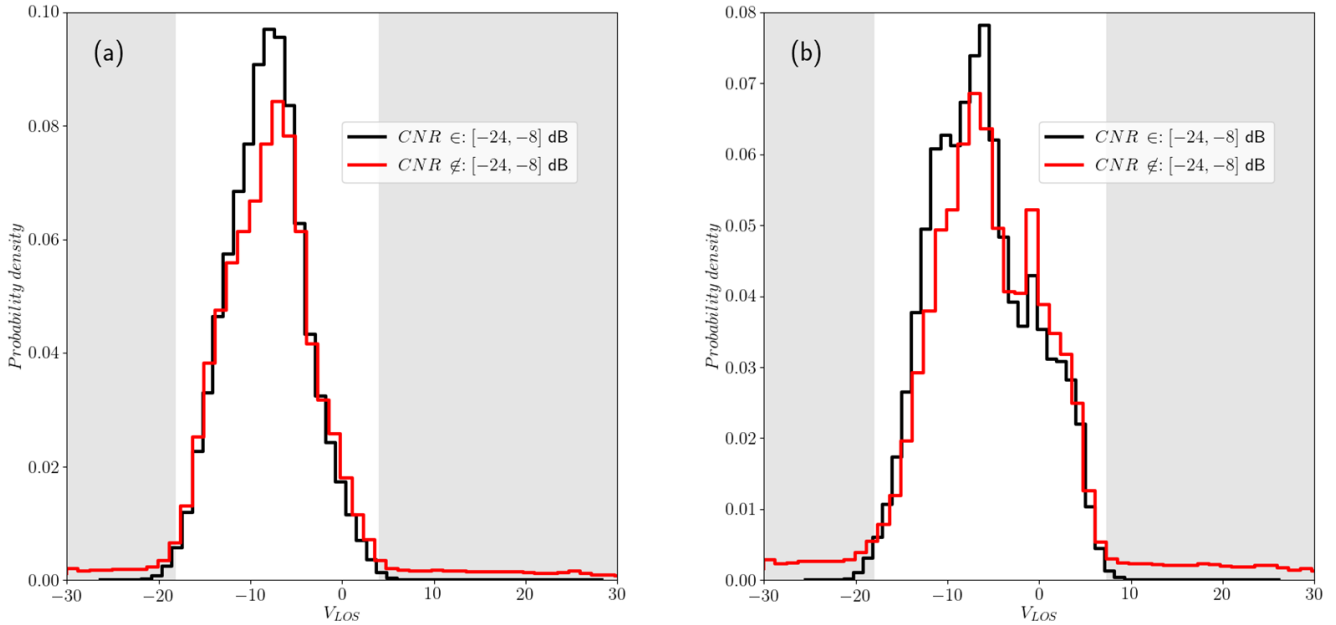 (a)
0.10
0.08
0.06
0.04
0.02
0.00
Probability density
CNR ∈: [−24, −8] dB
CNR ∉: [−24, −8] dB
−30 −20 −10 0 10 20 30
V_LOS
(b)
0.08
0.07
0.06
0.05
0.04
0.03
0.02
0.01
0.00
Probability density
CNR ∈: [−24, −8] dB
CNR ∉: [−24, −8] dB
−30 −20 −10 0 10 20 30
V_LOS